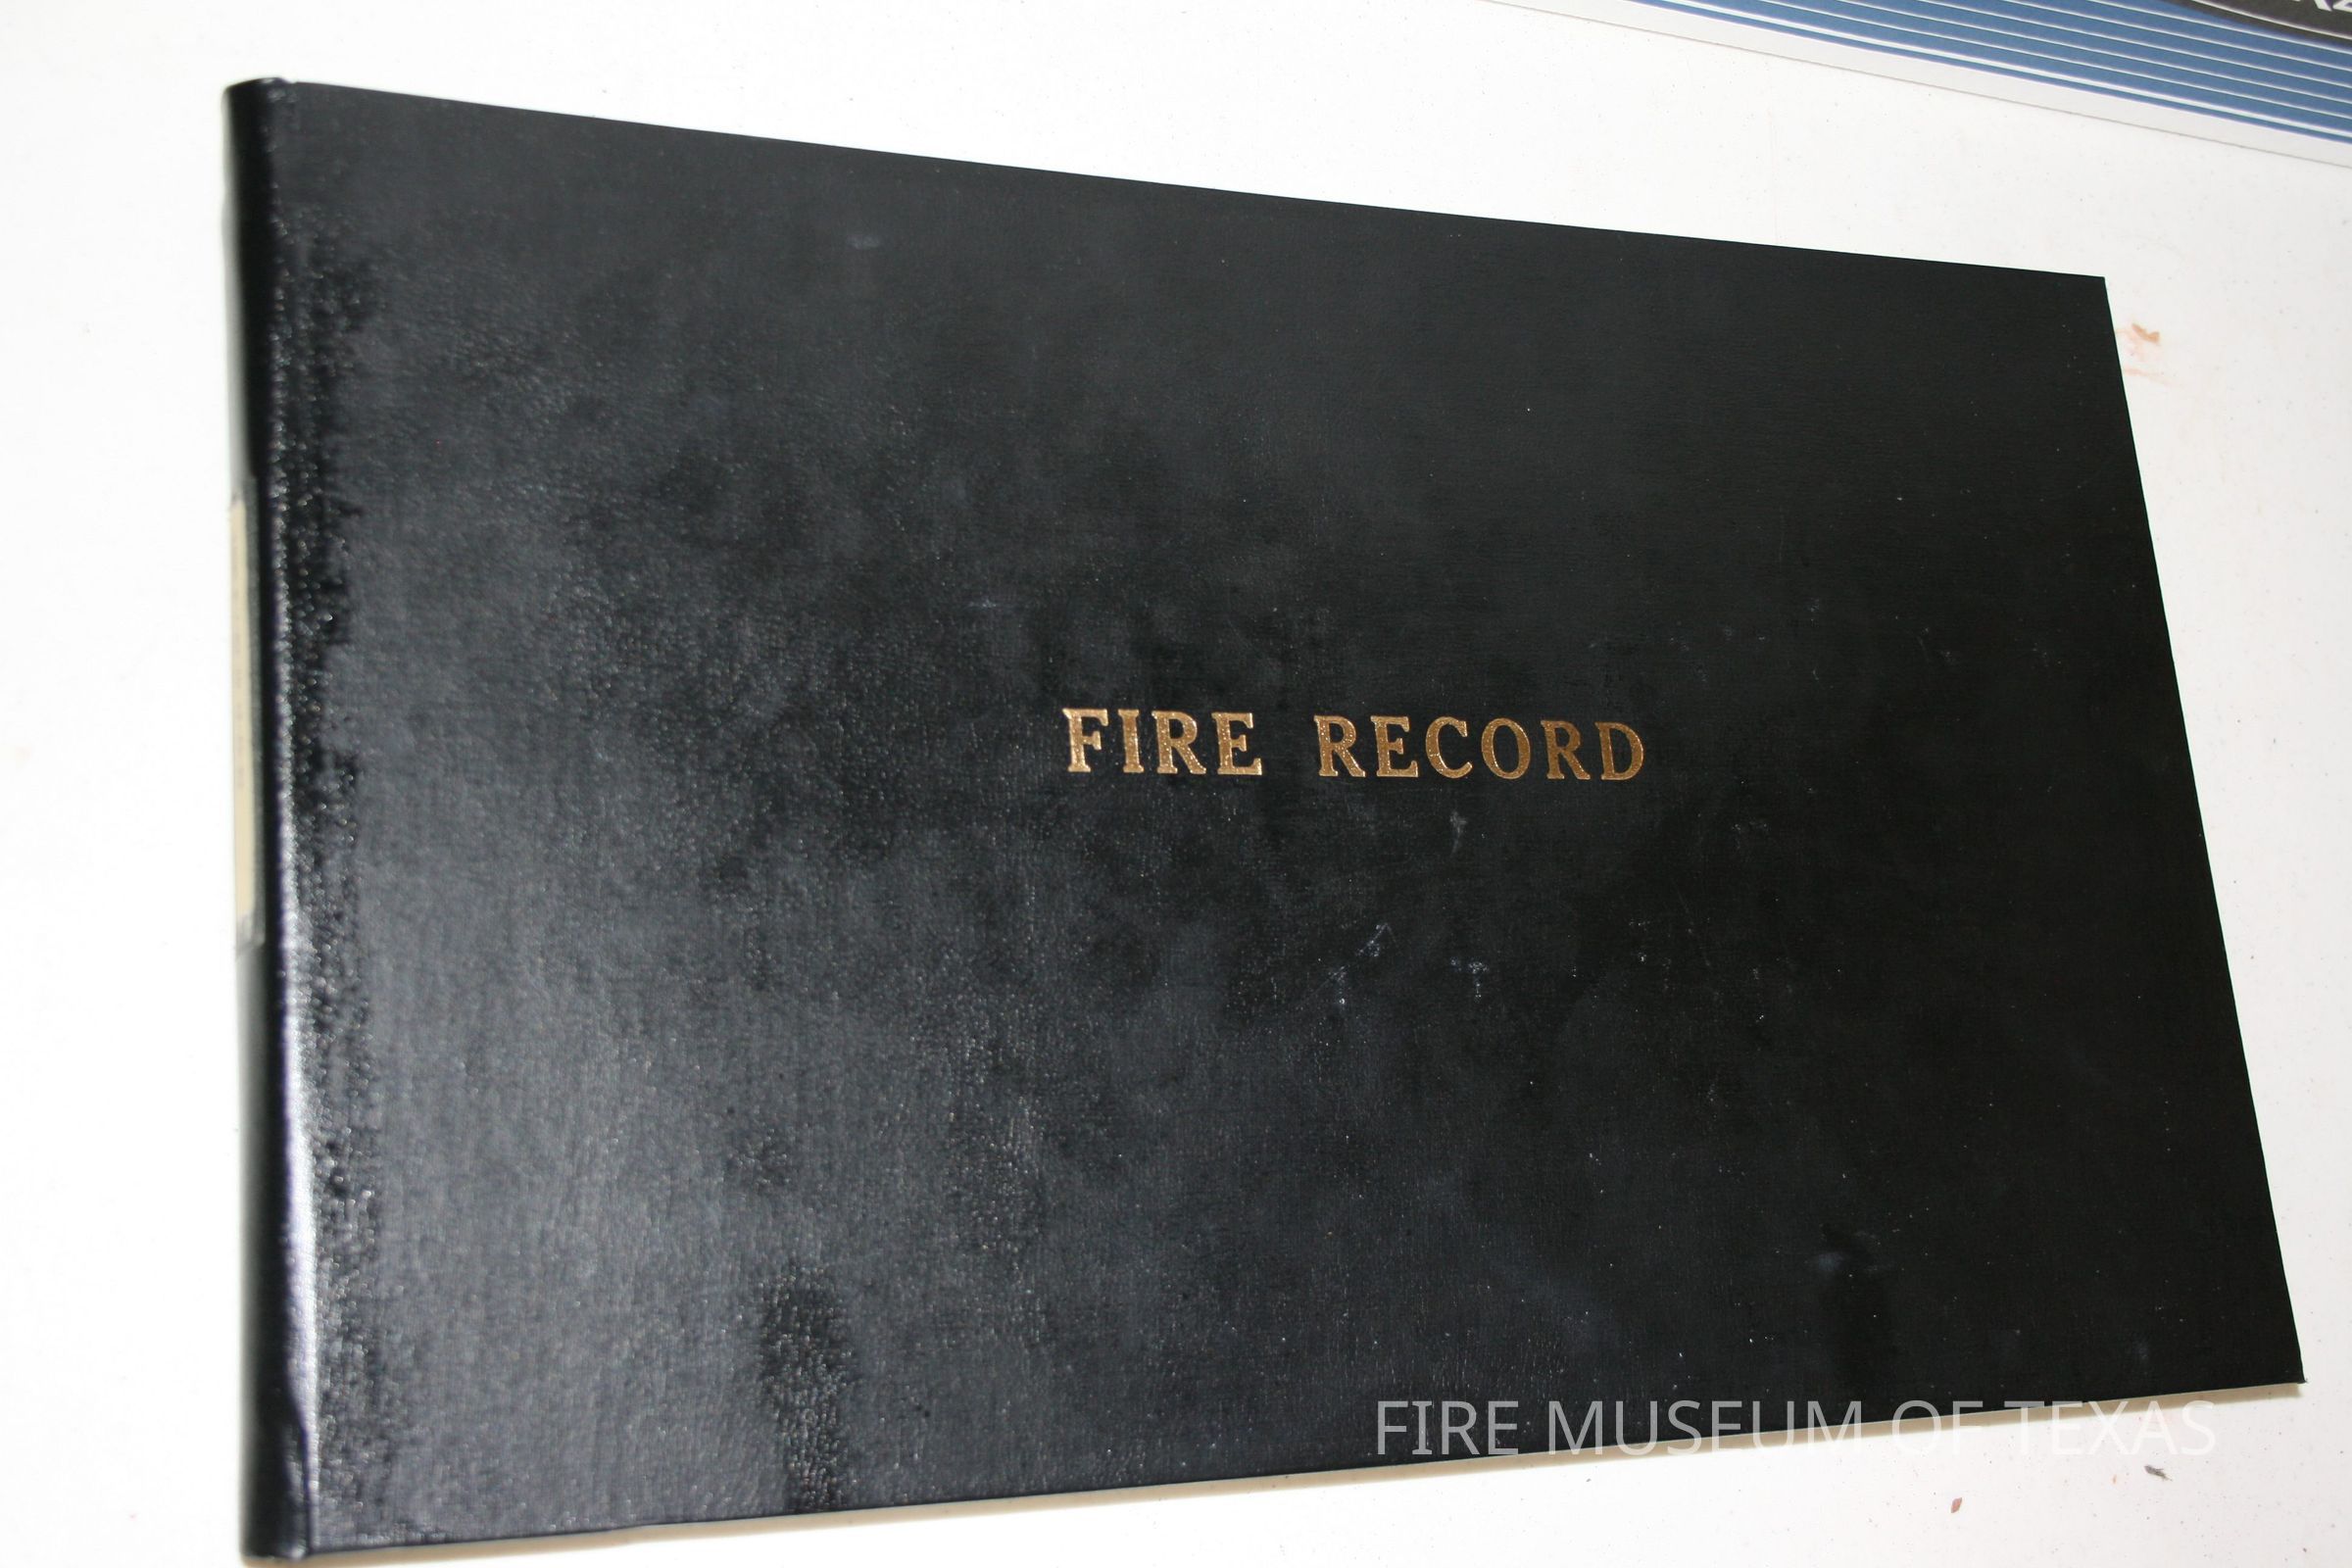 FIRE RECORD
FIRE MUSEUM OF TEXAS